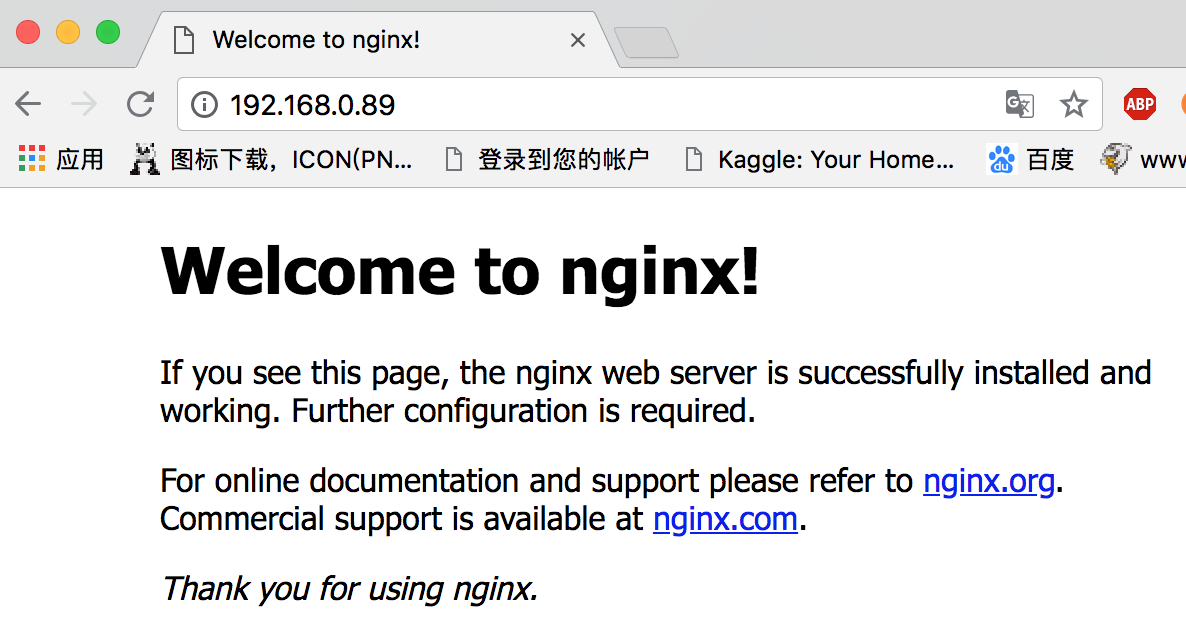 Welcome to nginx!
192.168.0.89
ABP
应用 图标下载，ICON(PN... 登录到您的帐户 Kaggle: Your Home... du 百度 www
Welcome to nginx!
If you see this page, the nginx web server is successfully installed and
working. Further configuration is required.
For online documentation and support please refer to nginx.org.
Commercial support is available at nginx.com.
Thank you for using nginx.